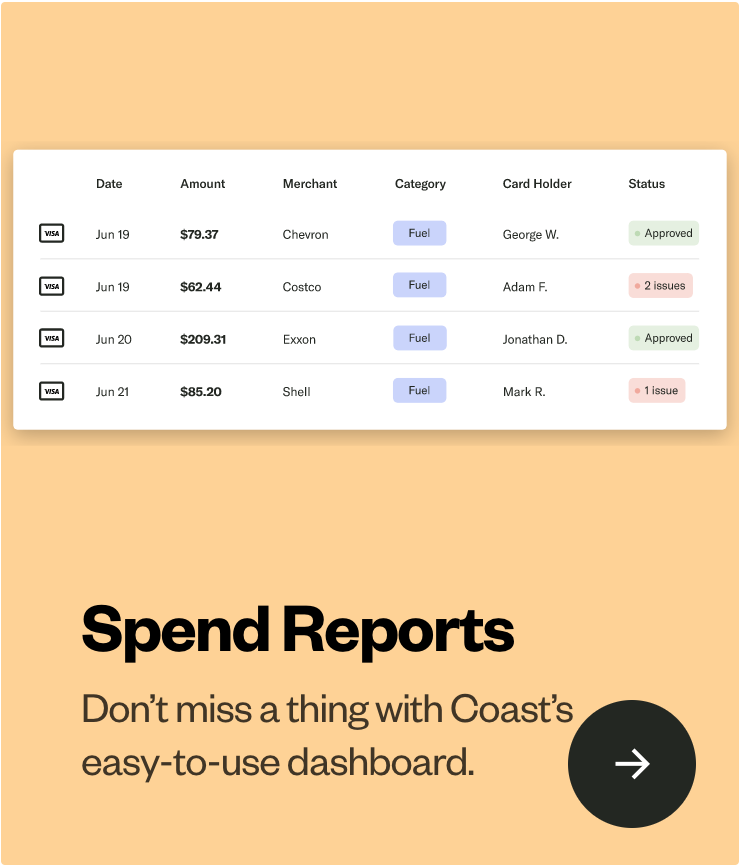 Date Amount Merchant Category Card Holder Status
VISA Jun 19 $79.37 Chevron Fuel George W. Approved
VISA Jun 19 $62.44 Costco Fuel Adam F. 2 issues
VISA Jun 20 $209.31 Exxon Fuel Jonathan D. Approved
VISA Jun 21 $85.20 Shell Fuel Mark R. 1 issue
Spend Reports
Don’t miss a thing with Coast’s
easy-to-use dashboard.